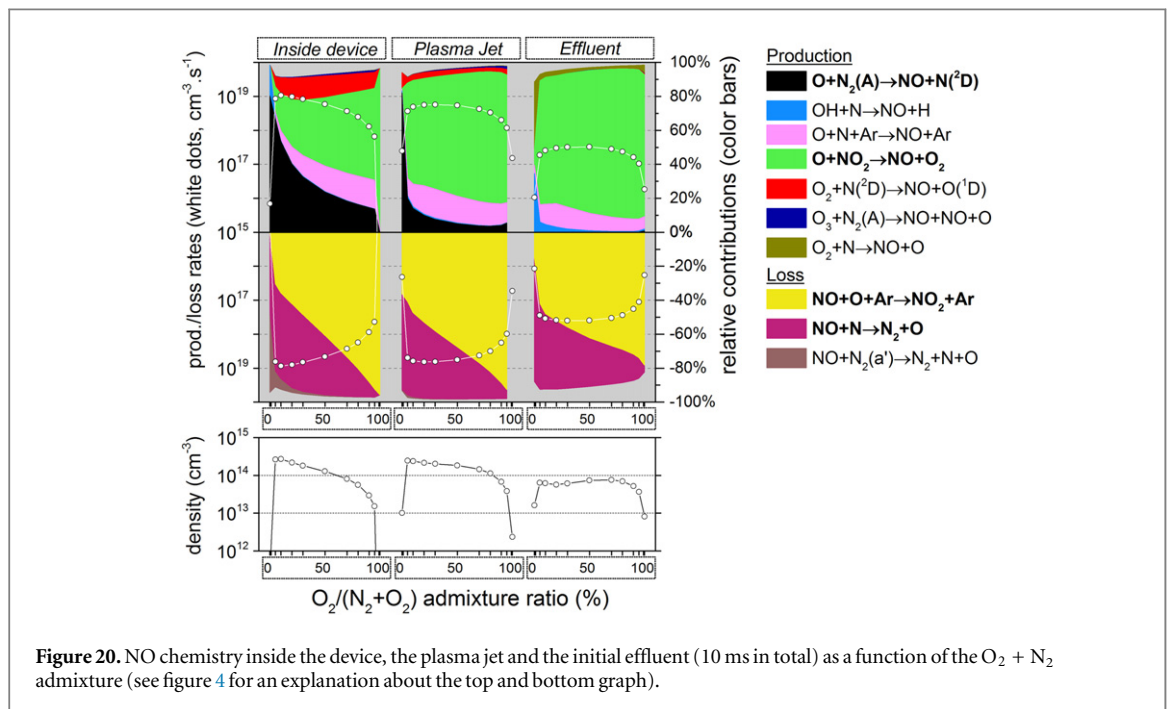 Inside device
Plasma Jet
Effluent
prod./loss rates (white dots, cm⁻³.s⁻¹)
10¹⁹
10¹⁷
10¹⁵
10¹⁷
10¹⁹
100%
80%
60%
40%
20%
0%
-20%
-40%
-60%
-80%
-100%
relative contributions (color bars)
0 50 100
0 50 100
0 50 100
Production
O+N₂(A)→NO+N(²D)
OH+N→NO+H
O+N+Ar→NO+Ar
O+NO₂→NO+O₂
O₂+N(²D)→NO+O(¹D)
O₃+N₂(A)→NO+NO+O
O₂+N→NO+O
Loss
NO+O+Ar→NO₂+Ar
NO+N→N₂+O
NO+N₂(a')→N₂+N+O
density (cm⁻³)
10¹⁵
10¹⁴
10¹³
10¹²
0 50 100
0 50 100
0 50 100
O₂/(N₂+O₂) admixture ratio (%)
Figure 20. NO chemistry inside the device, the plasma jet and the initial effluent (10 ms in total) as a function of the O₂ + N₂
admixture (see figure 4 for an explanation about the top and bottom graph).